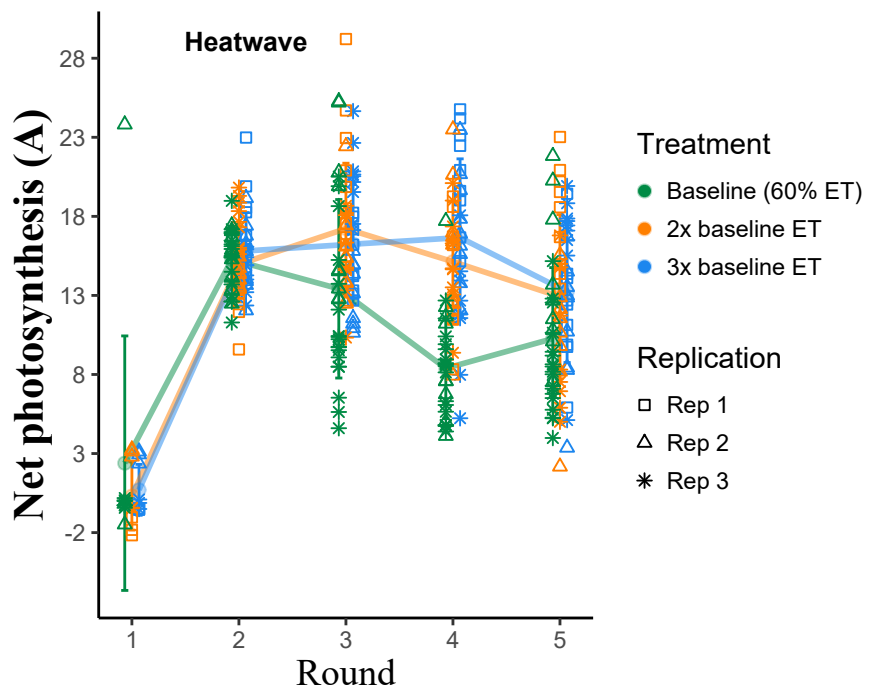 Heatwave
Net photosynthesis (A)
28
23
18
13
8
3
-2
1 2 3 4 5
Round
Treatment
Baseline (60% ET)
2x baseline ET
3x baseline ET
Replication
Rep 1
Rep 2
Rep 3